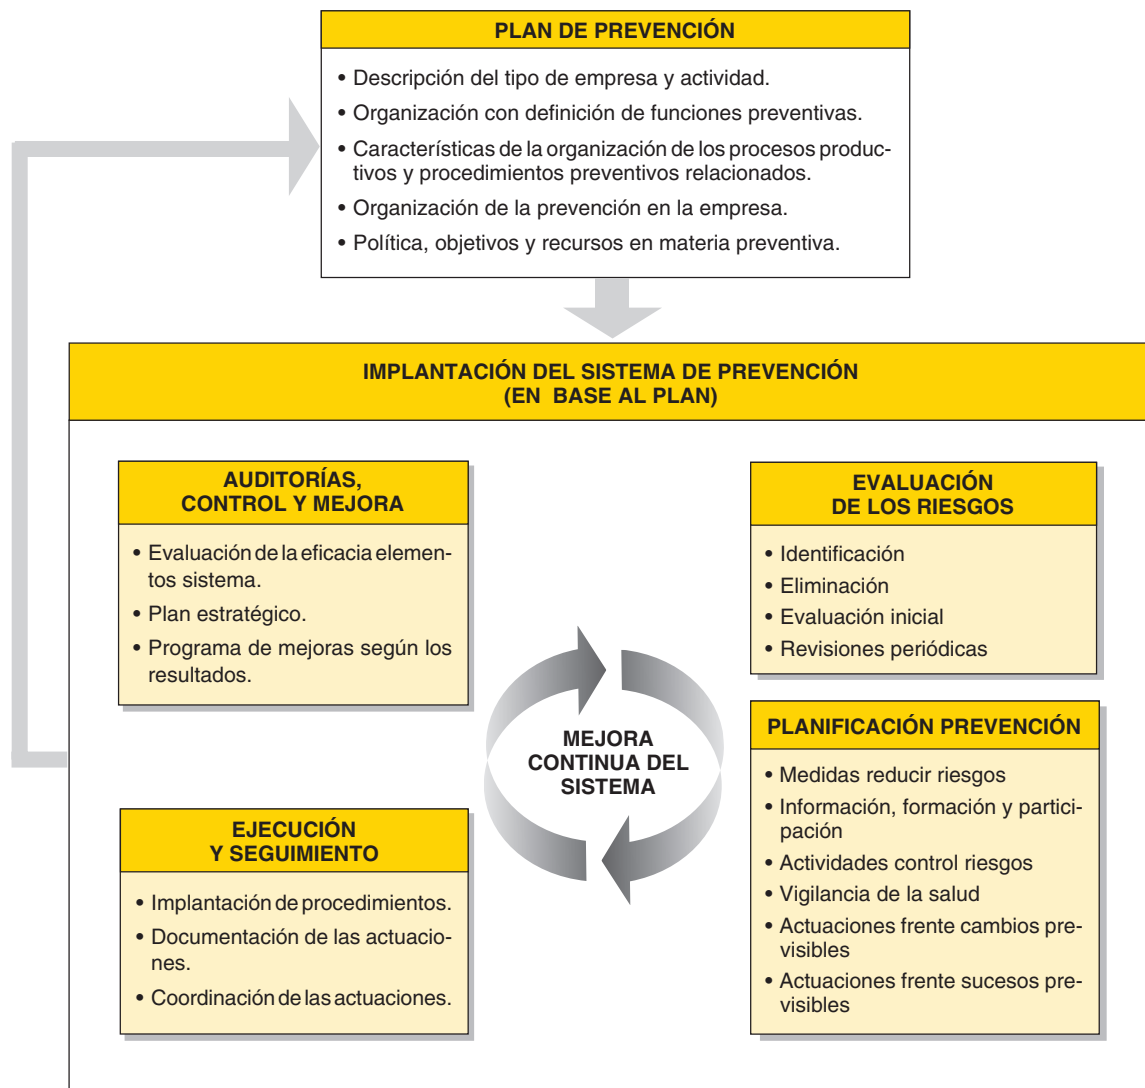 PLAN DE PREVENCIÓN
• Descripción del tipo de empresa y actividad.
• Organización con definición de funciones preventivas.
• Características de la organización de los procesos produc-
tivos y procedimientos preventivos relacionados.
• Organización de la prevención en la empresa.
• Política, objetivos y recursos en materia preventiva.
IMPLANTACIÓN DEL SISTEMA DE PREVENCIÓN
(EN BASE AL PLAN)
AUDITORÍAS,
CONTROL Y MEJORA
• Evaluación de la eficacia elemen-
tos sistema.
• Plan estratégico.
• Programa de mejoras según los
resultados.
EVALUACIÓN
DE LOS RIESGOS
• Identificación
• Eliminación
• Evaluación inicial
• Revisiones periódicas
MEJORA
CONTINUA DEL
SISTEMA
PLANIFICACIÓN PREVENCIÓN
• Medidas reducir riesgos
• Información, formación y partici-
pación
• Actividades control riesgos
• Vigilancia de la salud
• Actuaciones frente cambios pre-
visibles
• Actuaciones frente sucesos pre-
visibles
EJECUCIÓN
Y SEGUIMIENTO
• Implantación de procedimientos.
• Documentación de las actuacio-
nes.
• Coordinación de las actuaciones.